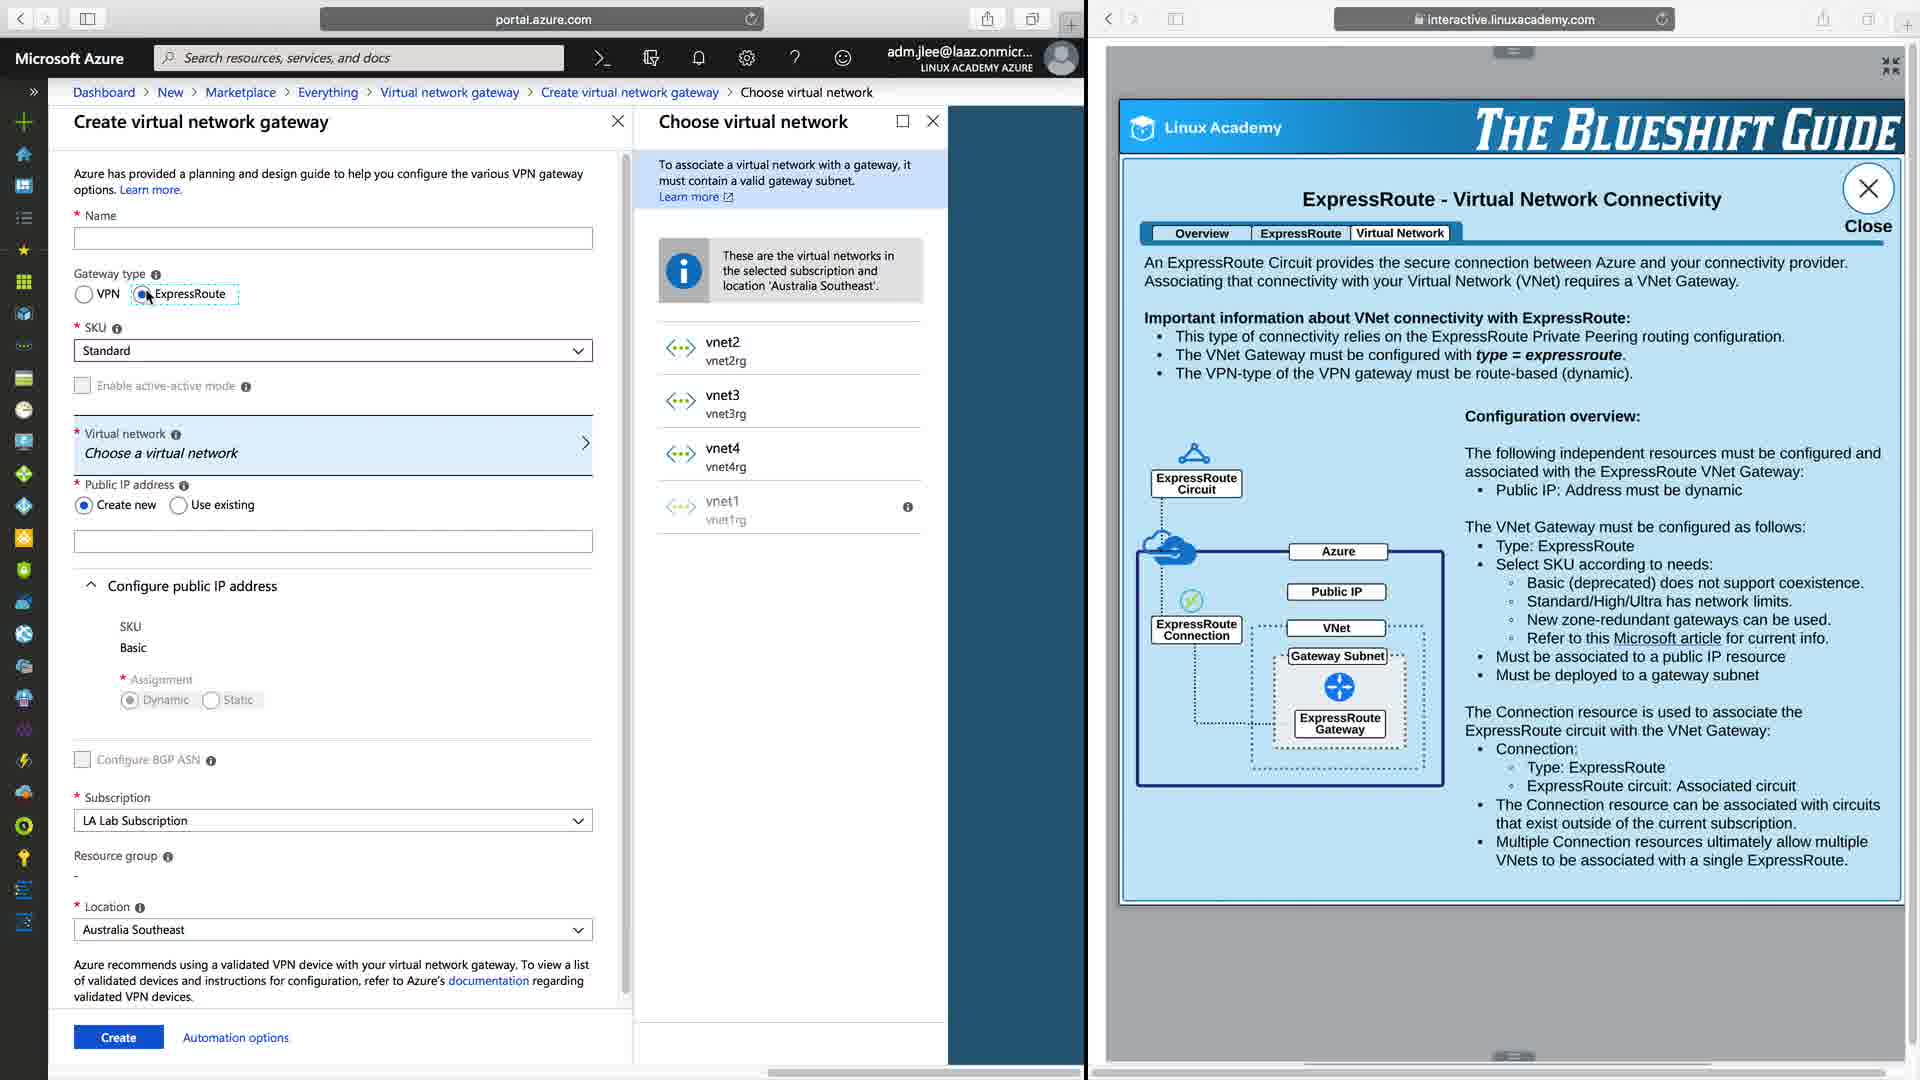 portal.azure.com
Microsoft Azure
Search resources, services, and docs
adm.jlee@laaz.onmicr...
LINUX ACADEMY AZURE
Dashboard > New > Marketplace > Everything > Virtual network gateway > Create virtual network gateway > Choose virtual network
Create virtual network gateway
Azure has provided a planning and design guide to help you configure the various VPN gateway
options. Learn more.
* Name
Gateway type
VPN
ExpressRoute
* SKU
Standard
Enable active-active mode
* Virtual network
Choose a virtual network
* Public IP address
Create new
Use existing
Configure public IP address
SKU
Basic
* Assignment
Dynamic
Static
Configure BGP ASN
* Subscription
LA Lab Subscription
Resource group
-
* Location
Australia Southeast
Azure recommends using a validated VPN device with your virtual network gateway. To view a list
of validated devices and instructions for configuration, refer to Azure's documentation regarding
validated VPN devices.
Create
Automation options
Choose virtual network
To associate a virtual network with a gateway, it
must contain a valid gateway subnet.
Learn more
These are the virtual networks in
the selected subscription and
location 'Australia Southeast'.
vnet2
vnet2rg
vnet3
vnet3rg
vnet4
vnet4rg
vnet1
vnet1rg
interactive.linuxacademy.com
Linux Academy
THE BLUESHIFT GUIDE
ExpressRoute - Virtual Network Connectivity
Close
Overview
ExpressRoute
Virtual Network
An ExpressRoute Circuit provides the secure connection between Azure and your connectivity provider.
Associating that connectivity with your Virtual Network (VNet) requires a VNet Gateway.
Important information about VNet connectivity with ExpressRoute:
• This type of connectivity relies on the ExpressRoute Private Peering routing configuration.
• The VNet Gateway must be configured with type = expressroute.
• The VPN-type of the VPN gateway must be route-based (dynamic).
ExpressRoute
Circuit
Azure
Public IP
ExpressRoute
Connection
VNet
Gateway Subnet
ExpressRoute
Gateway
Configuration overview:
The following independent resources must be configured and
associated with the ExpressRoute VNet Gateway:
• Public IP: Address must be dynamic
The VNet Gateway must be configured as follows:
• Type: ExpressRoute
• Select SKU according to needs:
◦ Basic (deprecated) does not support coexistence.
◦ Standard/High/Ultra has network limits.
◦ New zone-redundant gateways can be used.
◦ Refer to this Microsoft article for current info.
• Must be associated to a public IP resource
• Must be deployed to a gateway subnet
The Connection resource is used to associate the
ExpressRoute circuit with the VNet Gateway:
• Connection:
◦ Type: ExpressRoute
◦ ExpressRoute circuit: Associated circuit
• The Connection resource can be associated with circuits
that exist outside of the current subscription.
• Multiple Connection resources ultimately allow multiple
VNets to be associated with a single ExpressRoute.